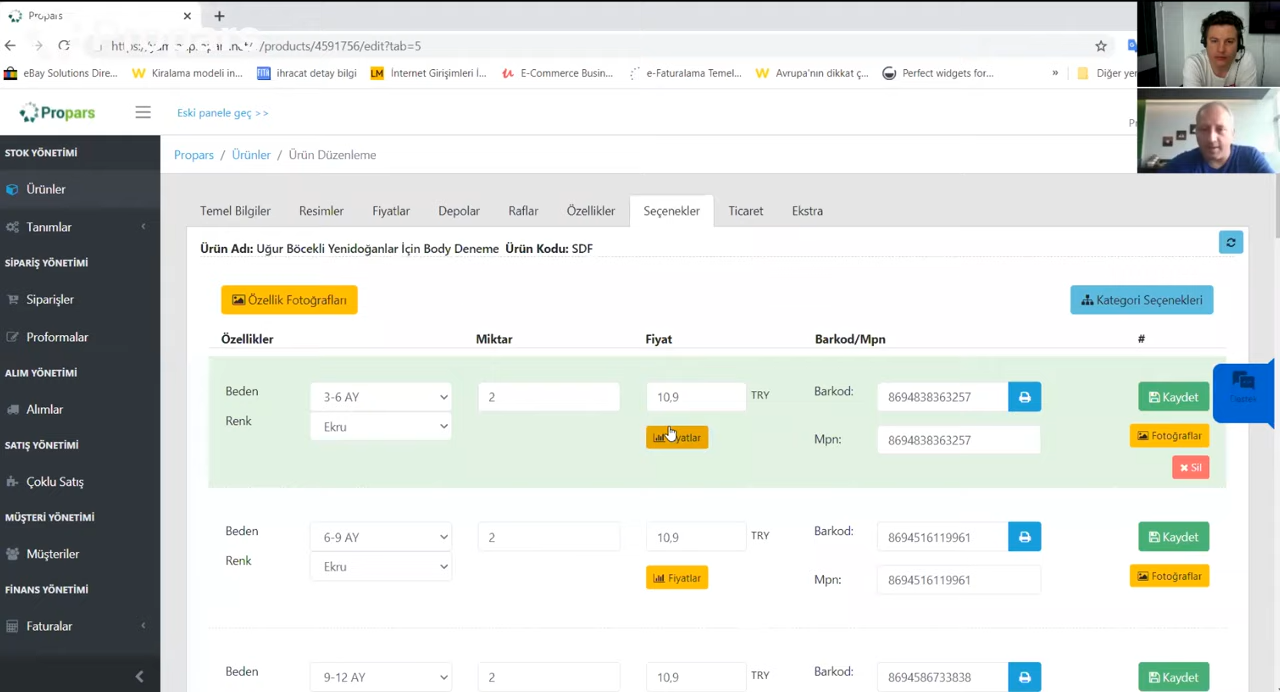 Propars
/products/4591756/edit?tab=5
eBay Solutions Dire...
Kiralama modeli in...
ihracat detay bilgi
LM İnternet Girişimleri İ...
E-Commerce Busin...
e-Faturalama Temel...
Avrupa'nın dikkat ç...
Perfect widgets for...
»
Diğer yer
Propars
Eski panele geç >>
STOK YÖNETİMİ
Ürünler
Tanımlar
SİPARİŞ YÖNETİMİ
Siparişler
Proformalar
ALIM YÖNETİMİ
Alımlar
SATIŞ YÖNETİMİ
Çoklu Satış
MÜŞTERİ YÖNETİMİ
Müşteriler
FİNANS YÖNETİMİ
Faturalar
Propars / Ürünler / Ürün Düzenleme
Temel Bilgiler Resimler Fiyatlar Depolar Raflar Özellikler Seçenekler Ticaret Ekstra
Ürün Adı: Uğur Böcekli Yenidoğanlar İçin Body Deneme Ürün Kodu: SDF
Özellik Fotoğrafları
Kategori Seçenekleri
Özellikler Miktar Fiyat Barkod/Mpn #
Beden 3-6 AY 2 10,9 TRY Barkod: 8694838363257 Kaydet
Renk Ekru Mpn: 8694838363257 Fotoğraflar
Sil
Beden 6-9 AY 2 10,9 TRY Barkod: 8694516119961 Kaydet
Renk Ekru Fiyatlar Mpn: 8694516119961 Fotoğraflar
Beden 9-12 AY 2 10,9 TRY Barkod: 8694586733838 Kaydet